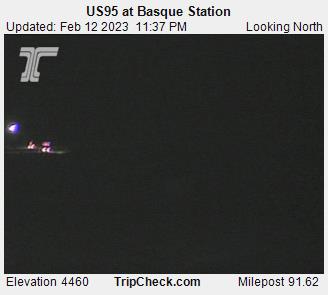 US95 at Basque Station
Updated: Feb 12 2023 11:37 PM Looking North
Elevation 4460 TripCheck.com Milepost 91.62